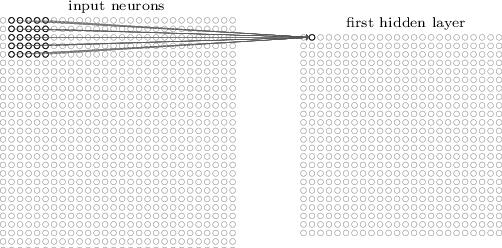 input neurons
first hidden layer